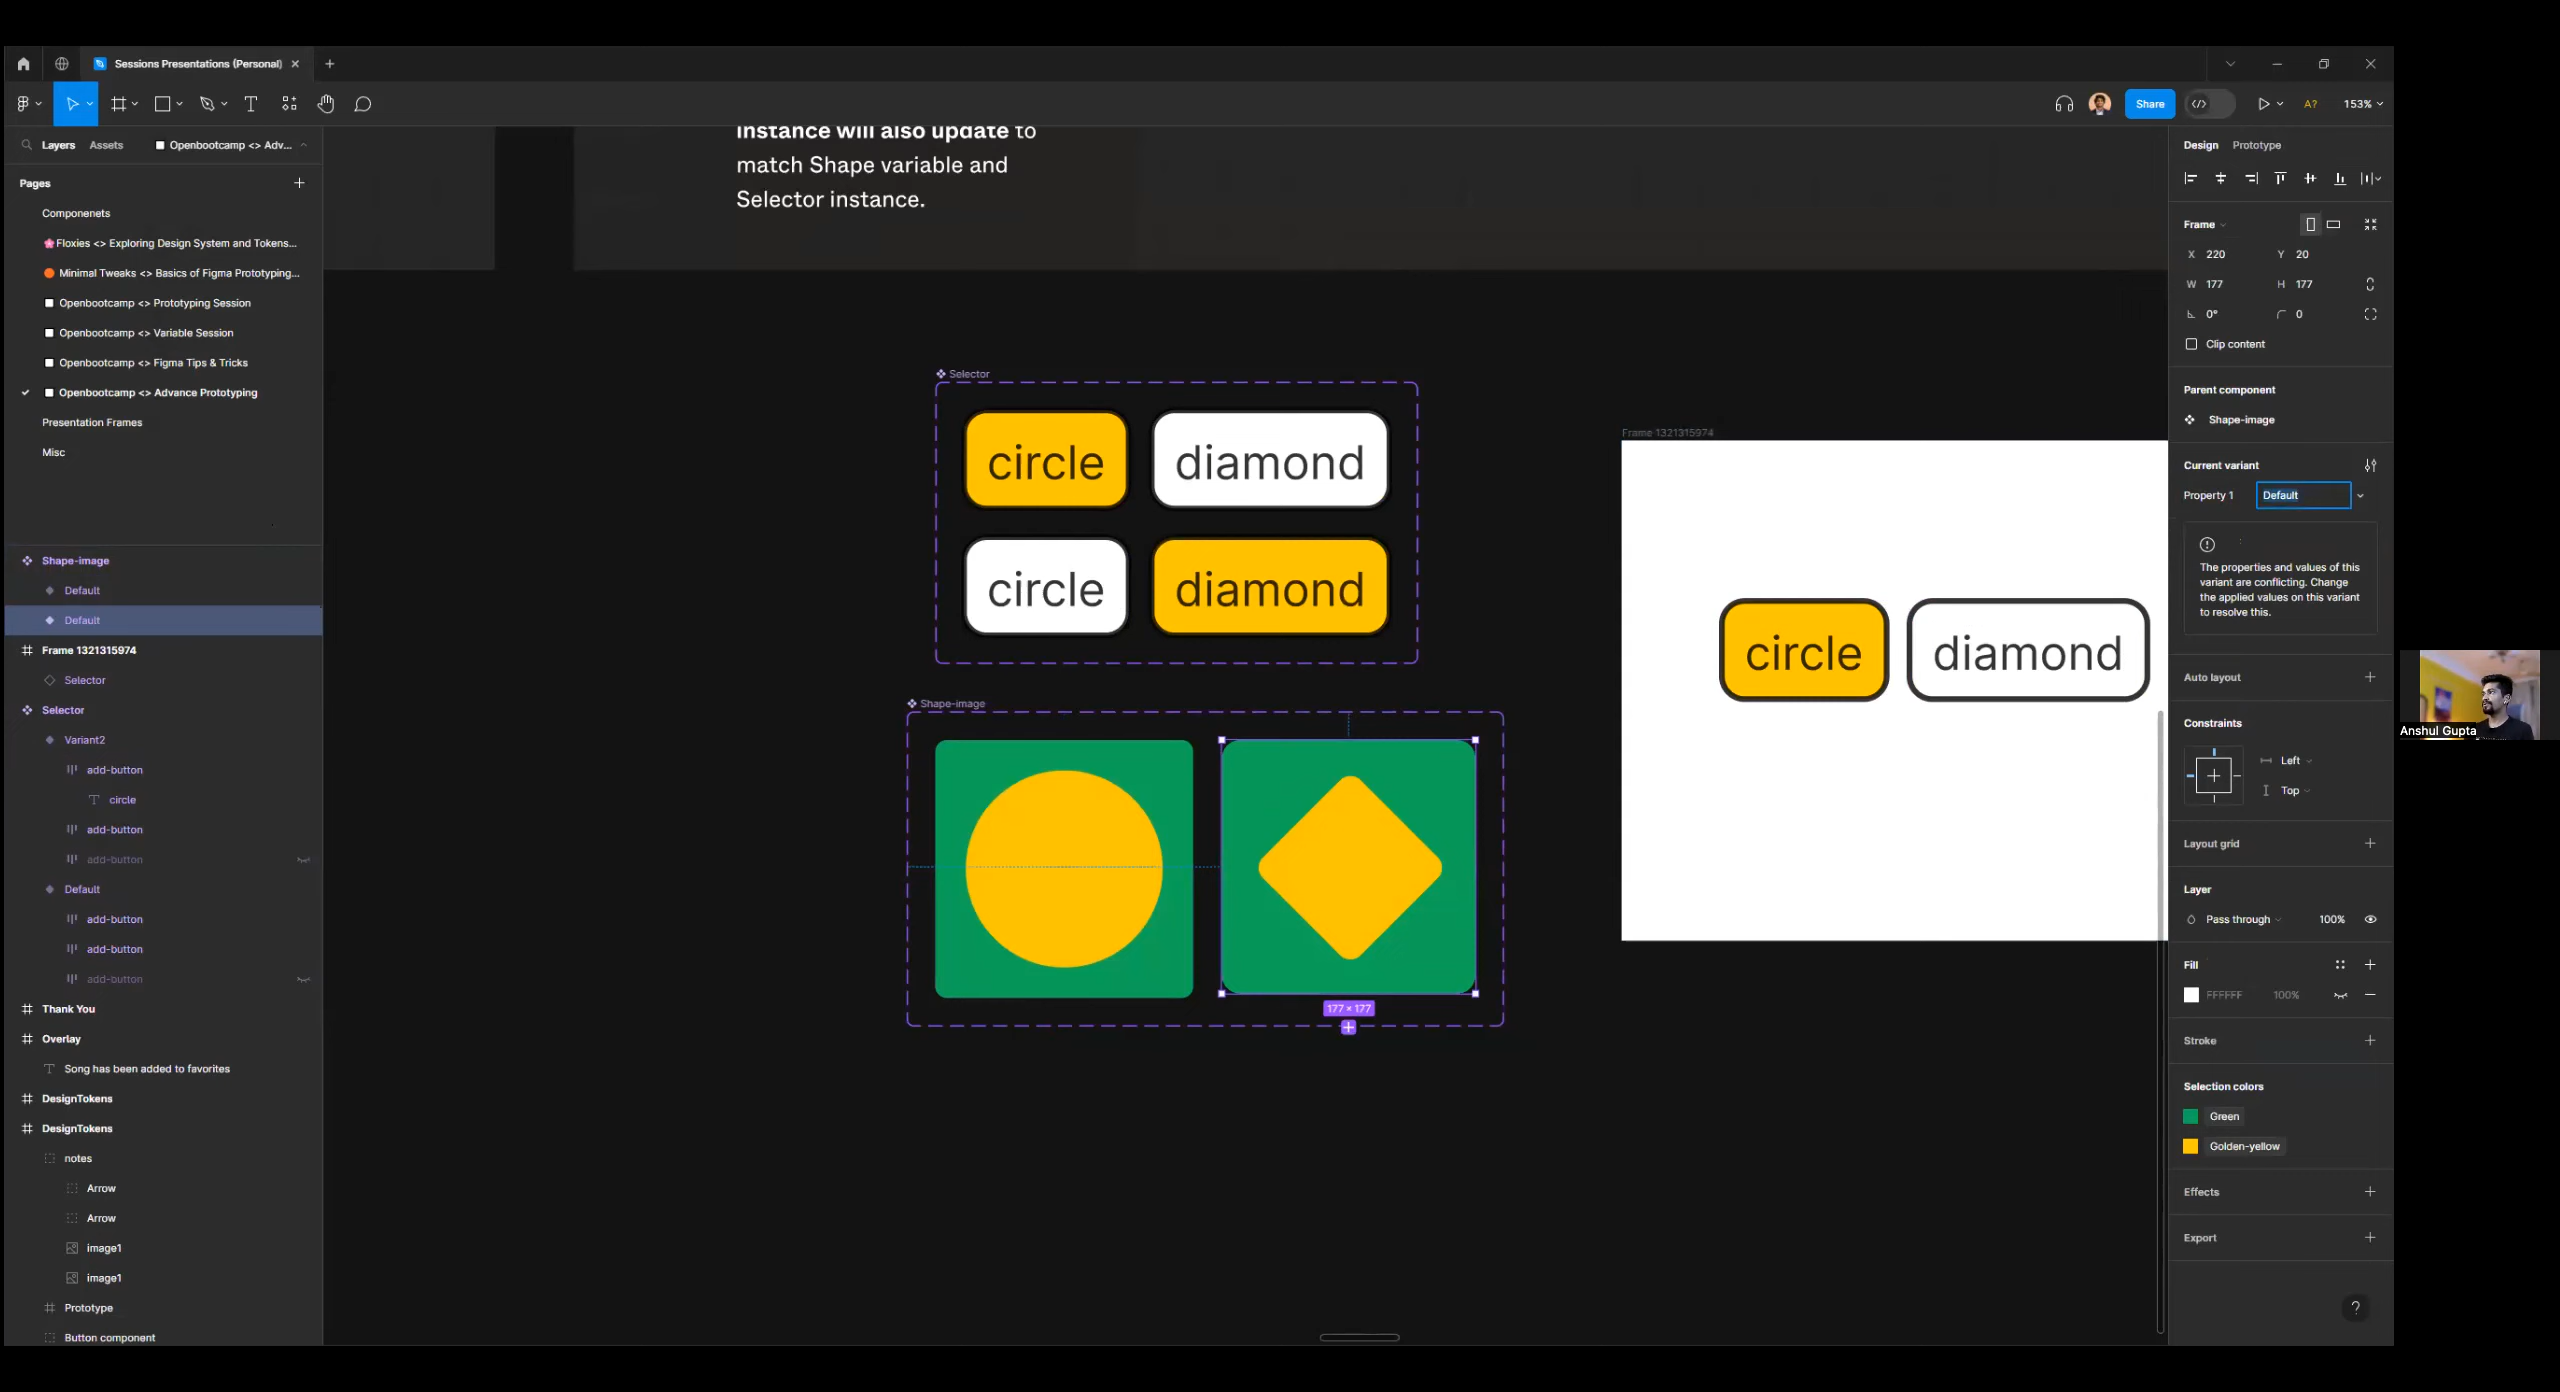 Sessions Presentations (Personal)
Share
A?
153%
Layers
Assets
Openbootcamp <> Adv...
Pages
Componenets
Floxies <> Exploring Design System and Tokens...
Minimal Tweaks <> Basics of Figma Prototyping...
Openbootcamp <> Prototyping Session
Openbootcamp <> Variable Session
Openbootcamp <> Figma Tips & Tricks
Openbootcamp <> Advance Prototyping
Presentation Frames
Misc
Shape-image
Default
Default
Frame 1321315974
Selector
Selector
Variant2
add-button
circle
add-button
add-button
Default
add-button
add-button
add-button
Thank You
Overlay
Song has been added to favorites
DesignTokens
DesignTokens
notes
Arrow
Arrow
image1
image1
Prototype
Button component
instance will also update to
match Shape variable and
Selector instance.
Selector
circle
diamond
circle
diamond
Shape-image
177 × 177
Frame 1321315974
circle
diamond
Design
Prototype
Frame
X 220
Y 20
W 177
H 177
0°
0
Clip content
Parent component
Shape-image
Current variant
Property 1
Default
The properties and values of this
variant are conflicting. Change
the applied values on this variant
to resolve this.
Auto layout
Constraints
Left
Top
Layout grid
Layer
Pass through
100%
Fill
FFFFFF
100%
Stroke
Selection colors
Green
Golden-yellow
Effects
Export
?
Anshul Gupta